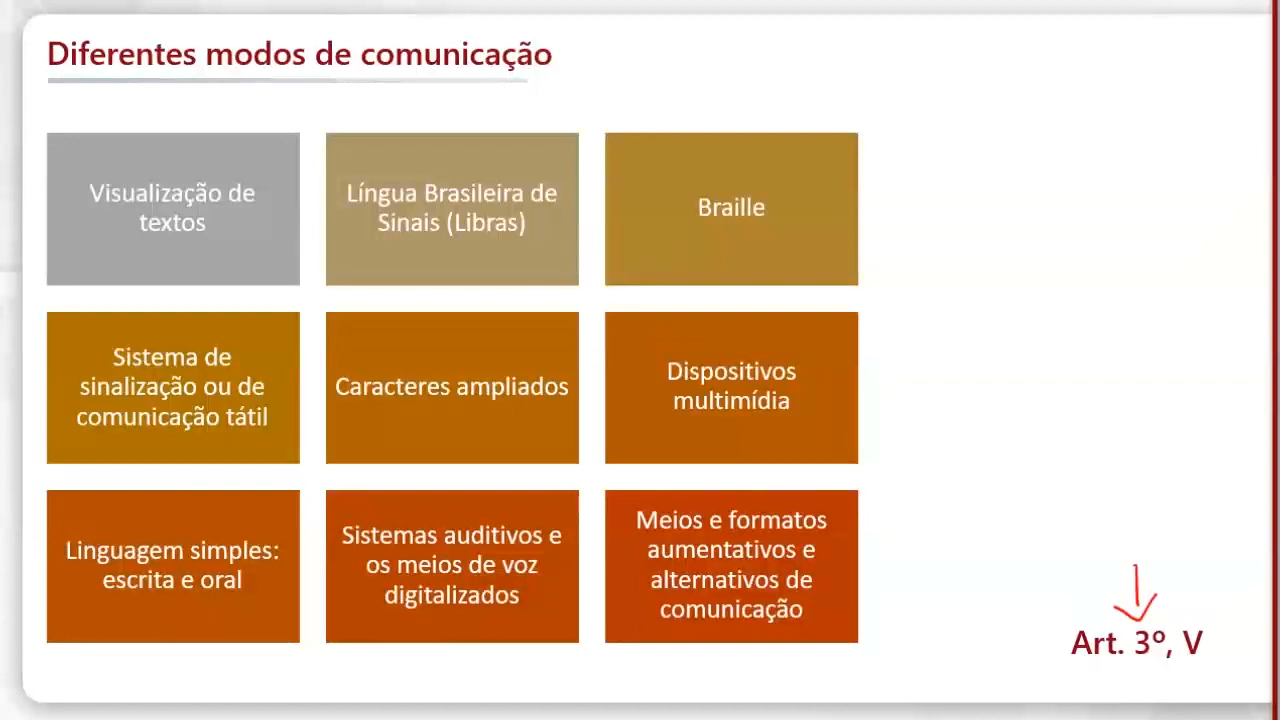 Diferentes modos de comunicação
Visualização de
textos
Língua Brasileira de
Sinais (Libras)
Braille
Sistema de
sinalização ou de
comunicação tátil
Caracteres ampliados
Dispositivos
multimídia
Linguagem simples:
escrita e oral
Sistemas auditivos e
os meios de voz
digitalizados
Meios e formatos
aumentativos e
alternativos de
comunicação
Art. 3º, V